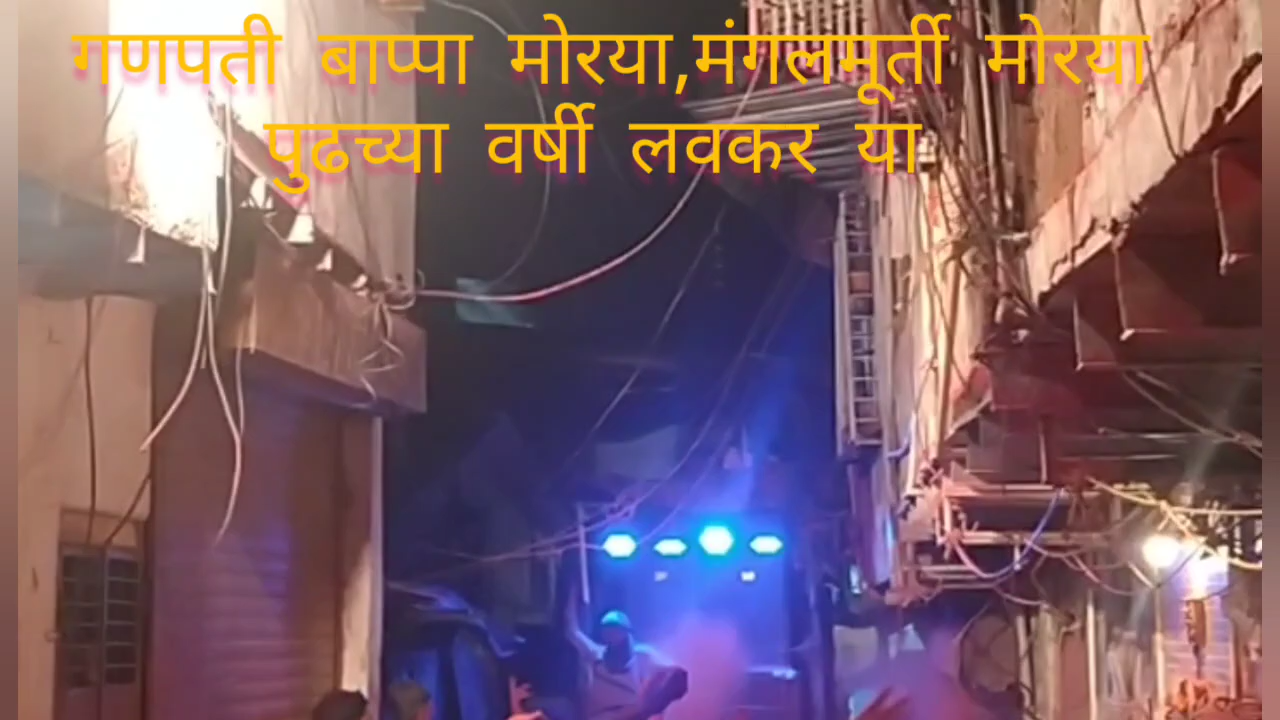 गणपती बाप्पा मोरया,मंगलमूर्ती मोरया
पुढच्या वर्षी लवकर या